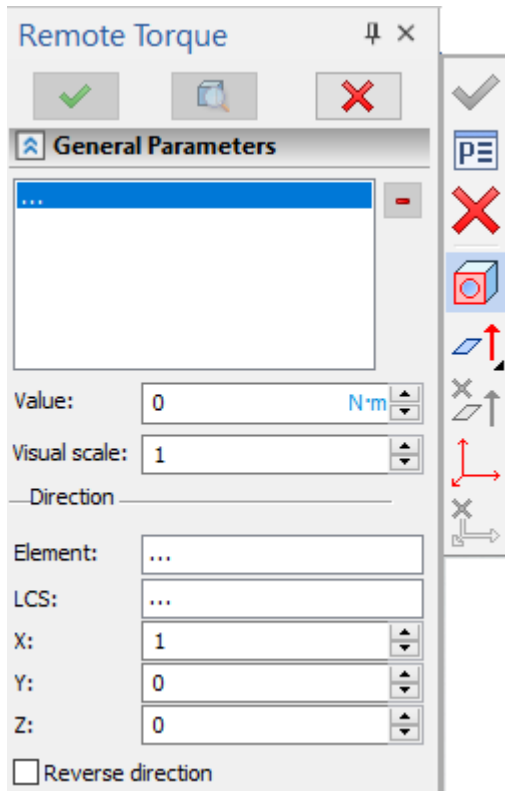 Remote Torque
General Parameters
...
Value: 0 N·m
Visual scale: 1
Direction
Element: ...
LCS: ...
X: 1
Y: 0
Z: 0
Reverse direction
P